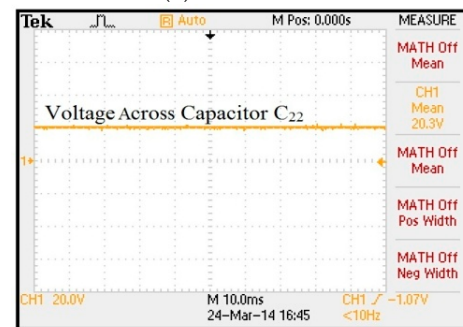 Tek
R Auto
M Pos: 0.000s
MEASURE
MATH Off
Mean
CH1
Mean
20.3V
Voltage Across Capacitor C22
1
MATH Off
Mean
MATH Off
Pos Width
MATH Off
Neg Width
CH1 20.0V
M 10.0ms
CH1 -1.07V
24-Mar-14 16:45
<10Hz